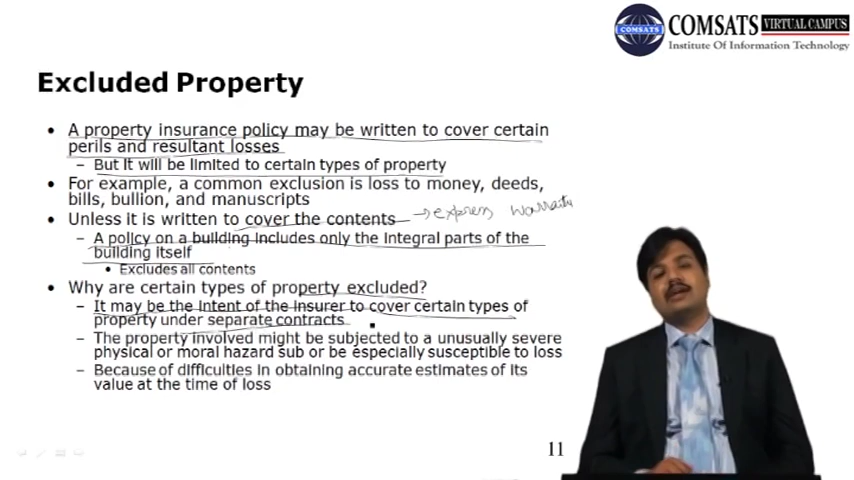 COMSATS VIRTUAL CAMPUS
COMSATS
Institute Of Information Technology
Excluded Property
• A property insurance policy may be written to cover certain
perils and resultant losses
– But it will be limited to certain types of property
• For example, a common exclusion is loss to money, deeds,
bills, bullion, and manuscripts
• Unless it is written to cover the contents → express
– A policy on a building includes only the integral parts of the
building itself
• Excludes all contents
• Why are certain types of property excluded?
– It may be the intent of the insurer to cover certain types of
property under separate contracts
– The property involved might be subjected to a unusually severe
physical or moral hazard sub or be especially susceptible to loss
– Because of difficulties in obtaining accurate estimates of its
value at the time of loss
11